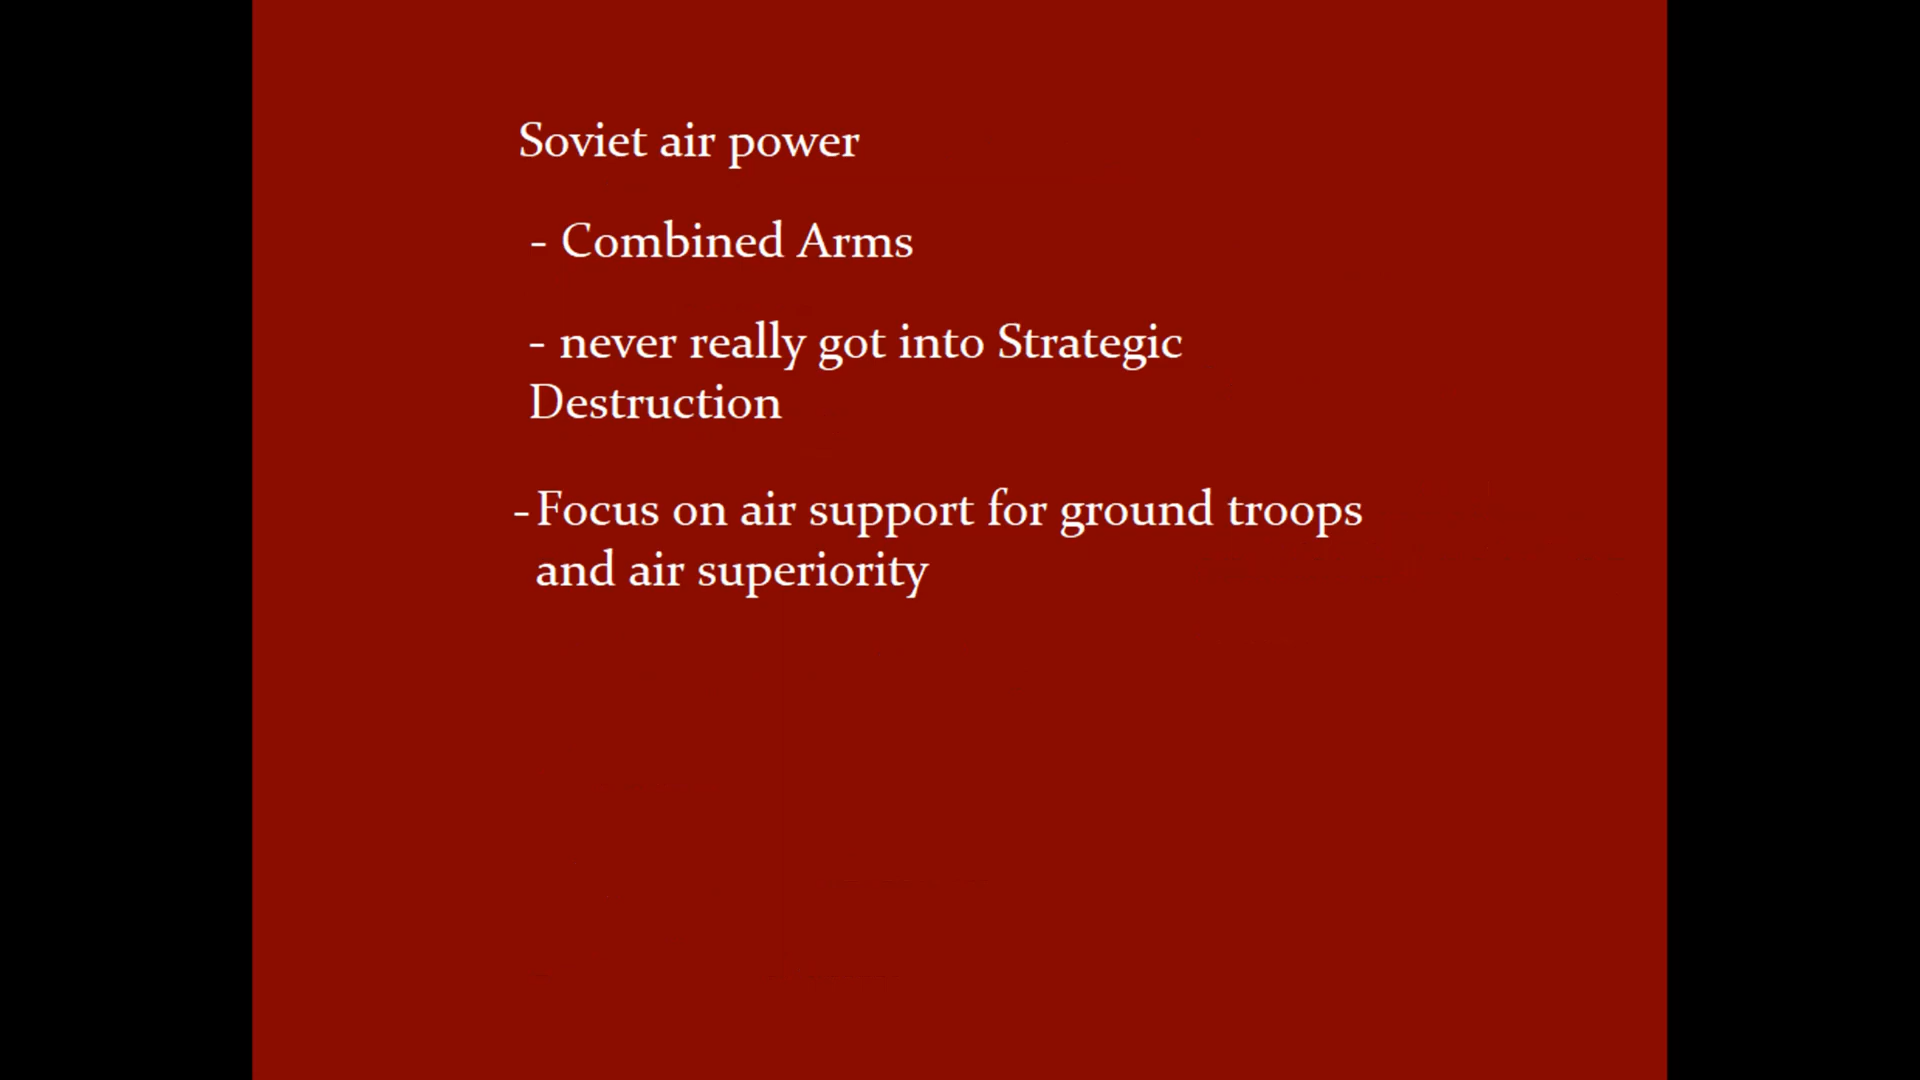 Soviet air power
- Combined Arms
- never really got into Strategic
Destruction
- Focus on air support for ground troops
and air superiority